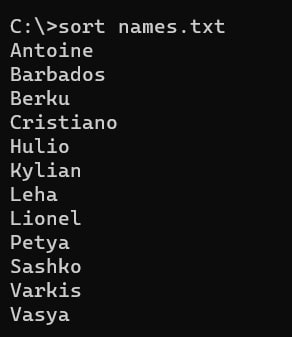 C:\>sort names.txt
Antoine
Barbados
Berku
Cristiano
Hulio
Kylian
Leha
Lionel
Petya
Sashko
Varkis
Vasya